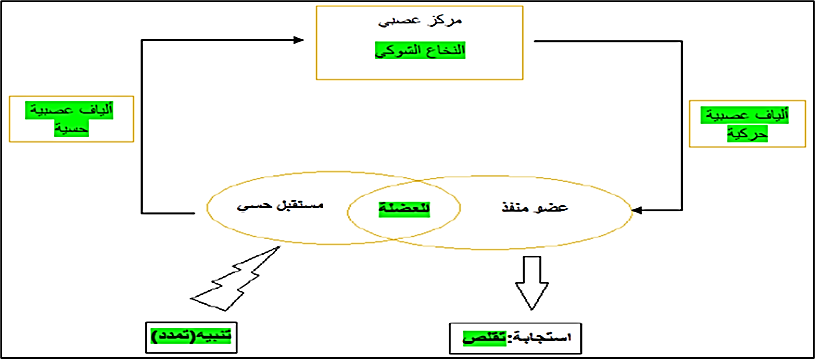 مركز عصبي
النخاع الشوكي
ألياف عصبية
حركية
ألياف عصبية
حسية
عضو منفذ
العضلة
مستقبل حسي
استجابة:تقلص
تنبيه(تمدد)